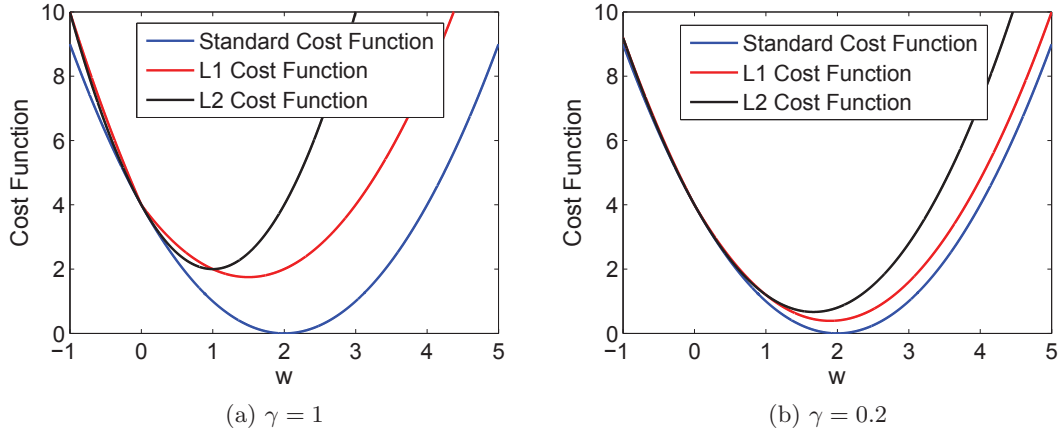 10
8
6
4
2
0
Cost Function
−1 0 1 2 3 4 5
w
Standard Cost Function
L1 Cost Function
L2 Cost Function
(a) γ = 1
10
8
6
4
2
0
Cost Function
−1 0 1 2 3 4 5
w
Standard Cost Function
L1 Cost Function
L2 Cost Function
(b) γ = 0.2